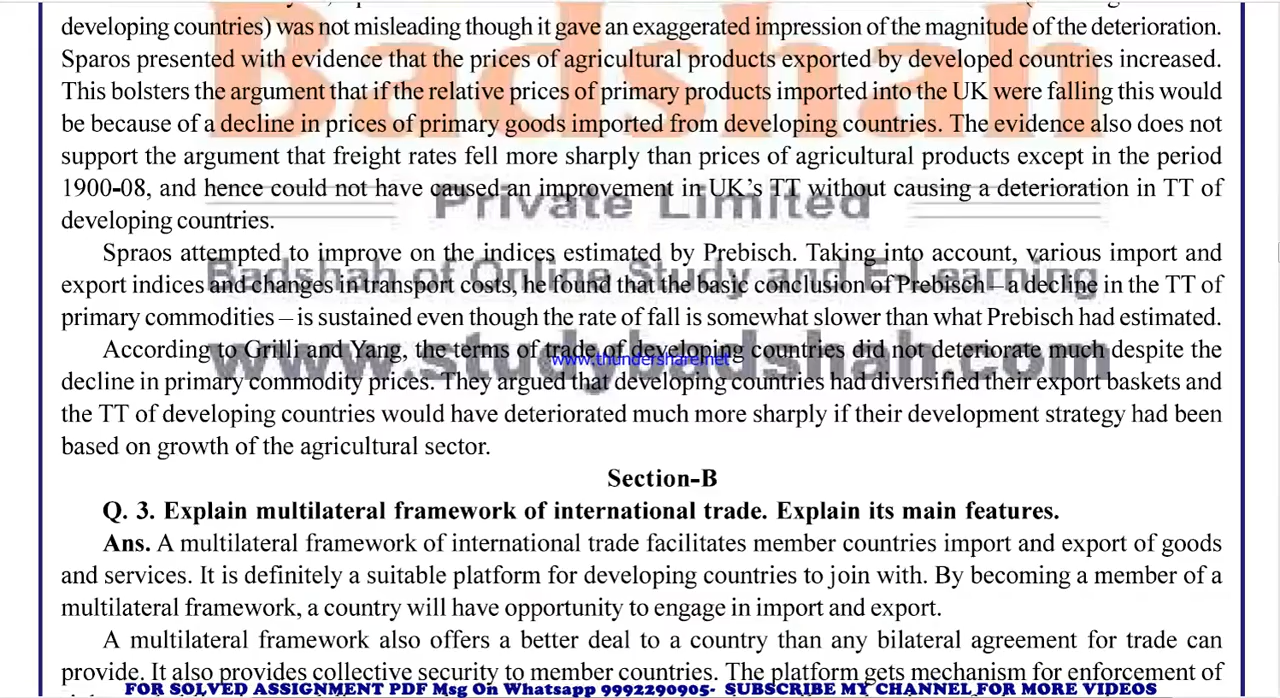 developing countries) was not misleading though it gave an exaggerated impression of the magnitude of the deterioration.
Sparos presented with evidence that the prices of agricultural products exported by developed countries increased.
This bolsters the argument that if the relative prices of primary products imported into the UK were falling this would
be because of a decline in prices of primary goods imported from developing countries. The evidence also does not
support the argument that freight rates fell more sharply than prices of agricultural products except in the period
1900-08, and hence could not have caused an improvement in UK's TT without causing a deterioration in TT of
developing countries.
Spraos attempted to improve on the indices estimated by Prebisch. Taking into account, various import and
export indices and changes in transport costs, he found that the basic conclusion of Prebisch – a decline in the TT of
primary commodities – is sustained even though the rate of fall is somewhat slower than what Prebisch had estimated.
According to Grilli and Yang, the terms of trade of developing countries did not deteriorate much despite the
decline in primary commodity prices. They argued that developing countries had diversified their export baskets and
the TT of developing countries would have deteriorated much more sharply if their development strategy had been
based on growth of the agricultural sector.
Section-B
Q. 3. Explain multilateral framework of international trade. Explain its main features.
Ans. A multilateral framework of international trade facilitates member countries import and export of goods
and services. It is definitely a suitable platform for developing countries to join with. By becoming a member of a
multilateral framework, a country will have opportunity to engage in import and export.
A multilateral framework also offers a better deal to a country than any bilateral agreement for trade can
provide. It also provides collective security to member countries. The platform gets mechanism for enforcement of
FOR SOLVED ASSIGNMENT PDF Msg On Whatsapp 9992290905- SUBSCRIBE MY CHANNEL FOR MORE VIDEOS
Badshah
Private Limited
Badshah of Online Study and E-Learning
www.studybadshah.com
www.thundershare.net